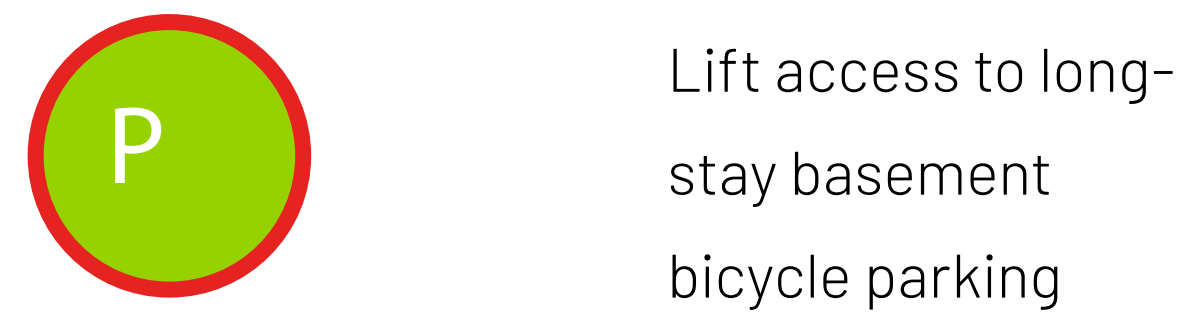 P
Lift access to long-
stay basement
bicycle parking